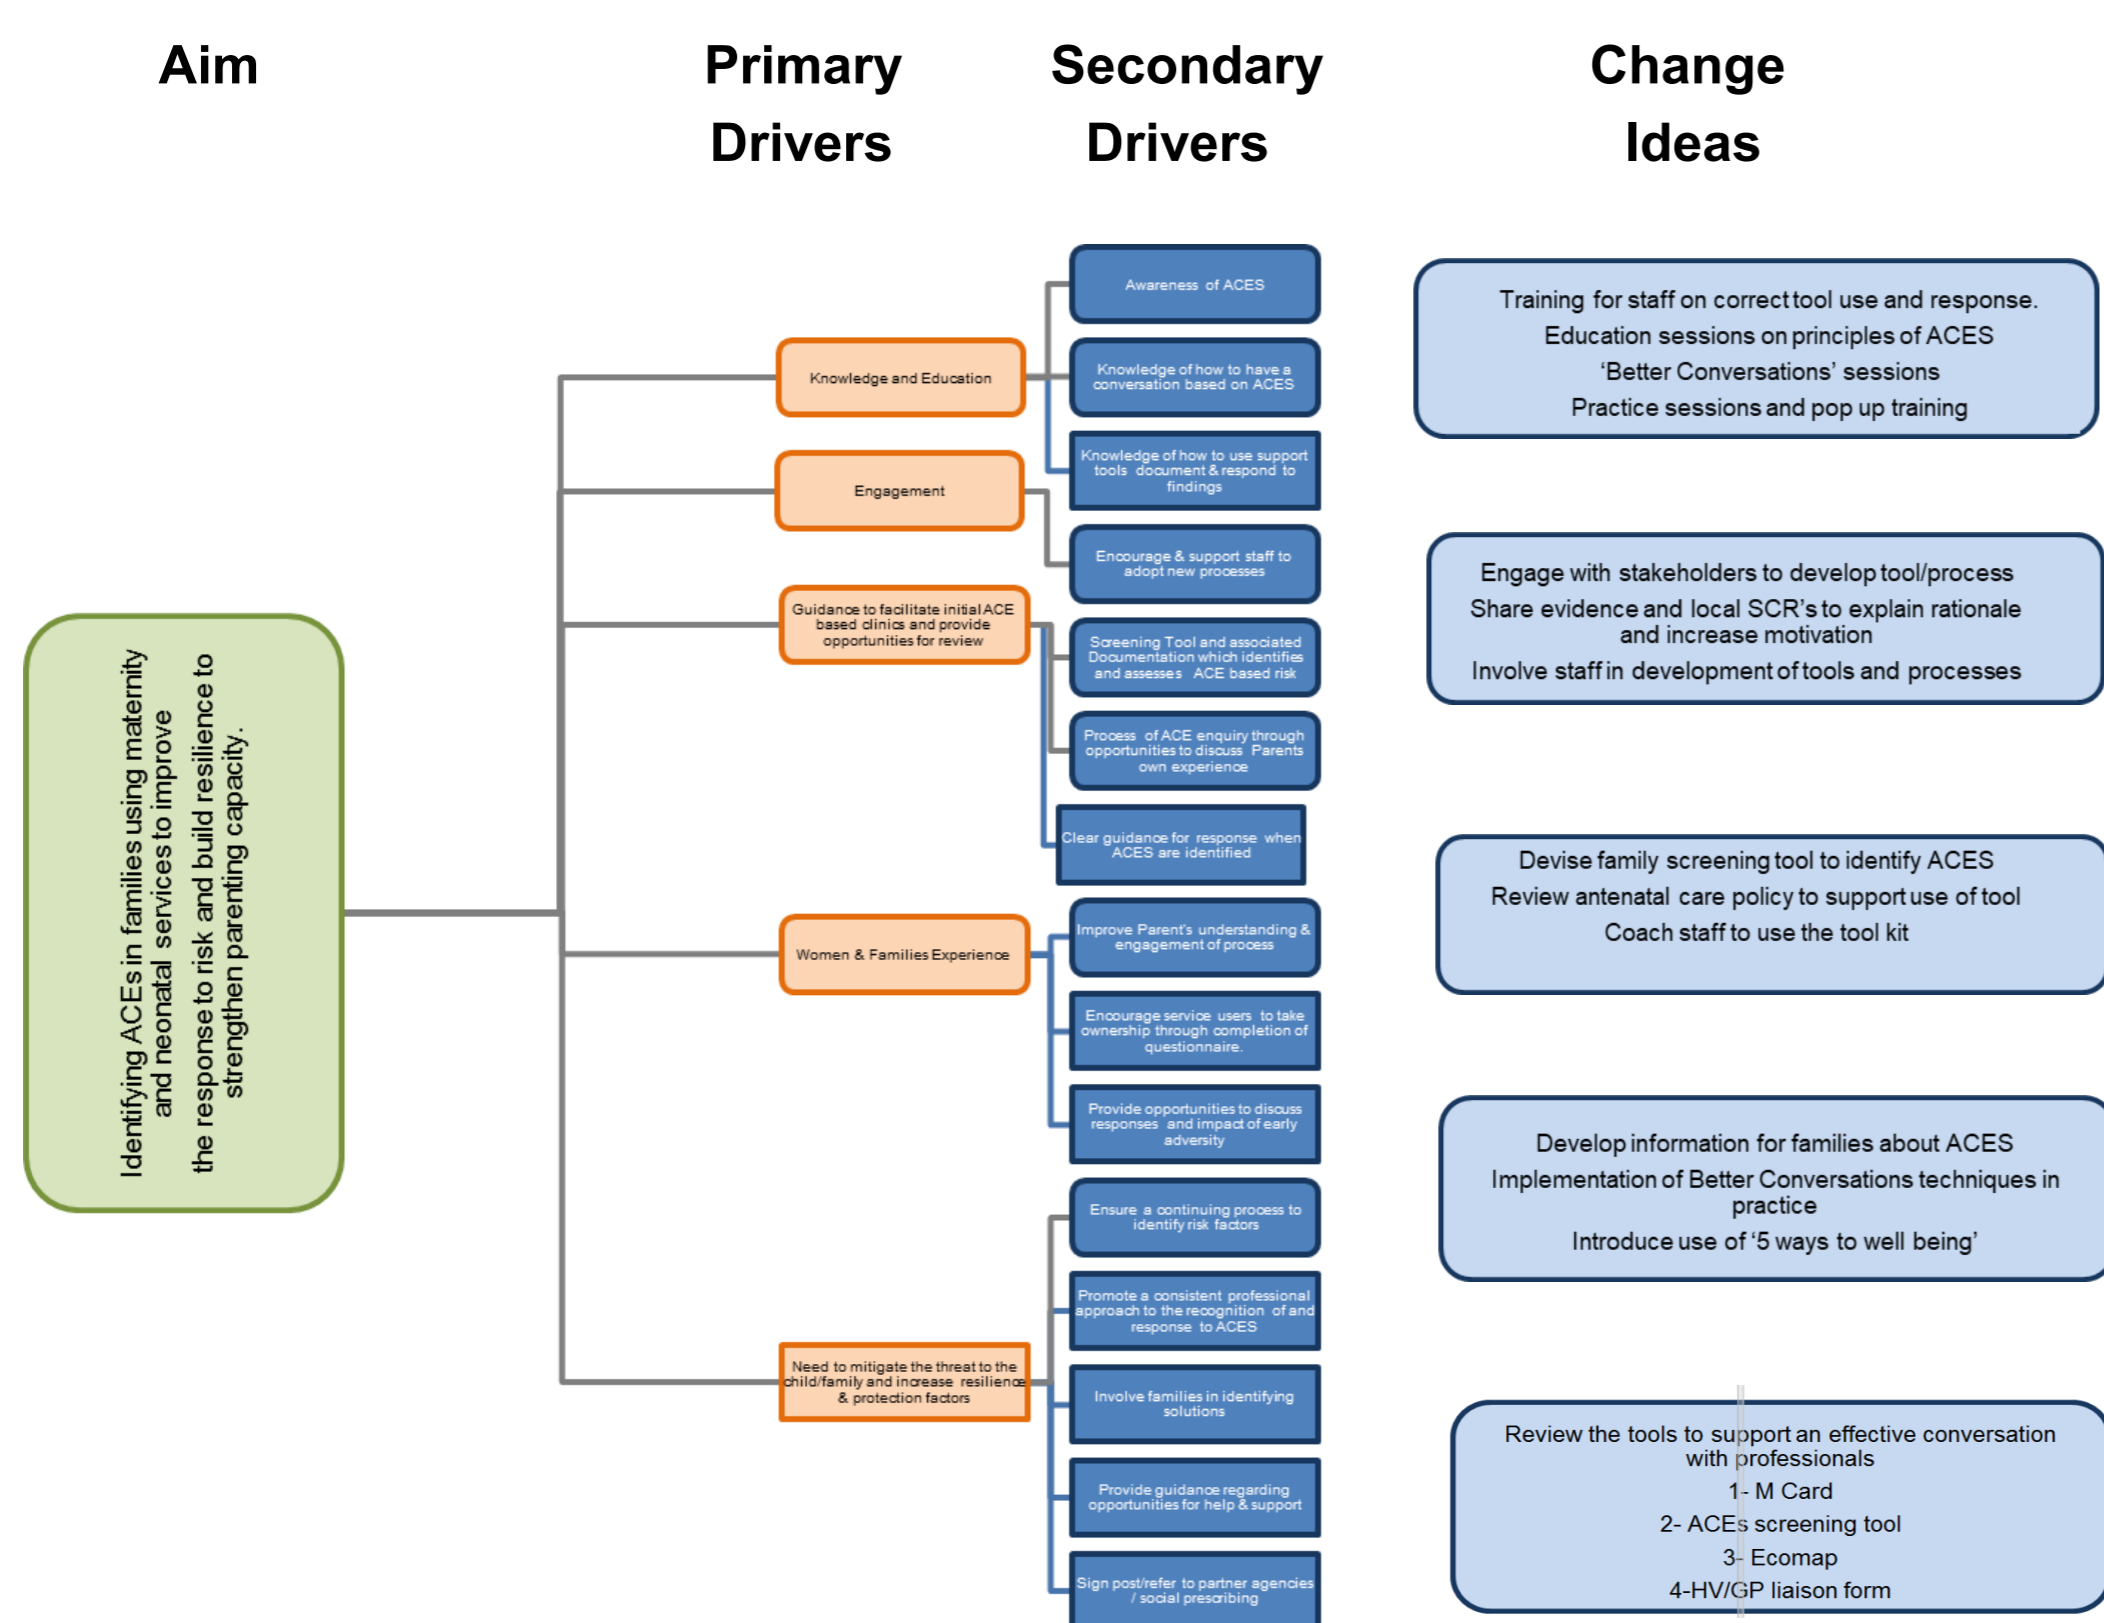 Aim
Primary
Drivers
Secondary
Drivers
Change
Ideas
Identifying ACEs in families using maternity
and neonatal services to improve
the response to risk and build resilience to
strengthen parenting capacity.
Knowledge and Education
Engagement
Guidance to facilitate initial ACE
based clinics and provide
opportunities for review
Women & Families Experience
Need to mitigate the threat to the
child/family and increase resilience
& protection factors
Awareness of ACES
Knowledge of how to have a
conversation based on ACES
Knowledge of how to use support
tools document & respond to
findings
Encourage & support staff to
adopt new processes
Screening Tool and associated
Documentation which identifies
and assesses ACE based risk
Process of ACE enquiry through
opportunities to discuss Parents
own experience
Clear guidance for response when
ACES are identified
Improve Parent's understanding &
engagement of process
Encourage service users to take
ownership through completion of
questionnaire.
Provide opportunities to discuss
responses and impact of early
adversity
Ensure a continuing process to
identify risk factors
Promote a consistent professional
approach to the recognition of and
response to ACES
Involve families in identifying
solutions
Provide guidance regarding
opportunities for help & support
Sign post/refer to partner agencies
/ social prescribing
Training for staff on correct tool use and response.
Education sessions on principles of ACES
‘Better Conversations’ sessions
Practice sessions and pop up training
Engage with stakeholders to develop tool/process
Share evidence and local SCR’s to explain rationale
and increase motivation
Involve staff in development of tools and processes
Devise family screening tool to identify ACES
Review antenatal care policy to support use of tool
Coach staff to use the tool kit
Develop information for families about ACES
Implementation of Better Conversations techniques in
practice
Introduce use of ‘5 ways to well being’
Review the tools to support an effective conversation
with professionals
1- M Card
2- ACEs screening tool
3- Ecomap
4-HV/GP liaison form